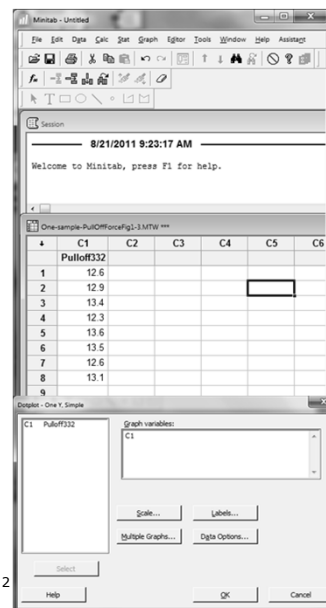 Minitab - Untitled
File Edit Data Calc Stat Graph Editor Tools Window Help Assistant
Session
8/21/2011 9:23:17 AM
Welcome to Minitab, press F1 for help.
One-sample-PullOffForceFig1-3.MTW ***
C1 C2 C3 C4 C5 C6
Pulloff332
1 12.6
2 12.9
3 13.4
4 12.3
5 13.6
6 13.5
7 12.6
8 13.1
9
Dotplot - One Y, Simple
C1 Pulloff332
Graph variables:
C1
Scale... Labels...
Multiple Graphs... Data Options...
Select
2
Help OK Cancel